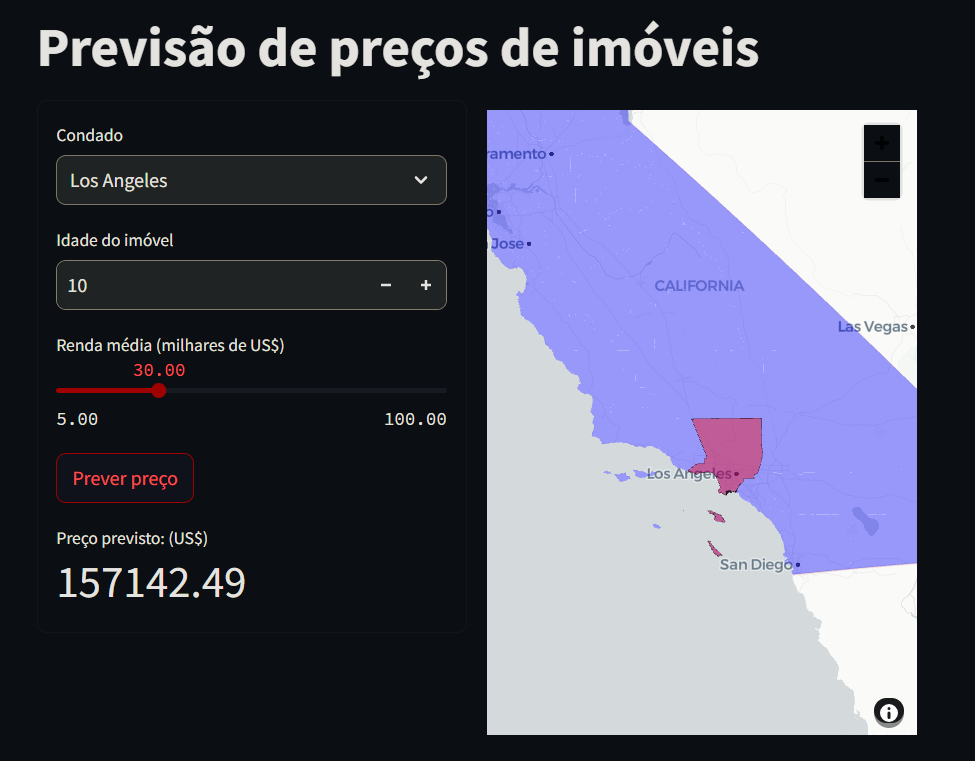 Previsão de preços de imóveis
Condado
Los Angeles
Idade do imóvel
10
Renda média (milhares de US$)
30.00
5.00 100.00
Prever preço
Preço previsto: (US$)
157142.49
ramento
o
Jose
CALIFORNIA
Las Vegas
Los Angeles
San Diego